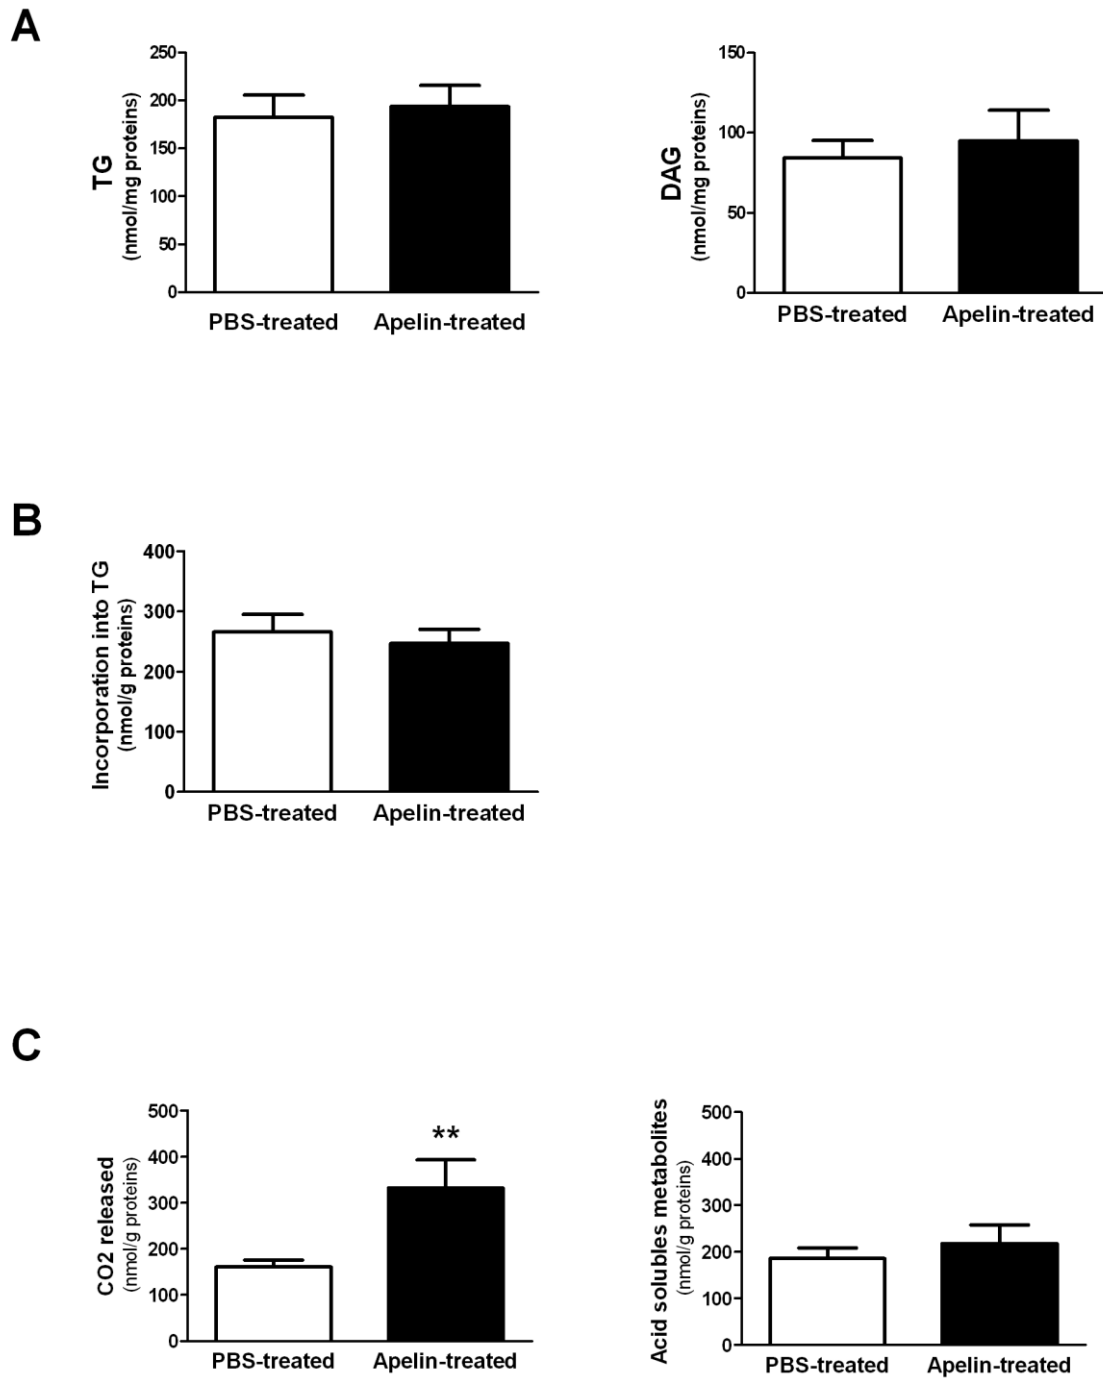 A
TG
(nmol/mg proteins)
250
200
150
100
50
0
PBS-treated Apelin-treated
DAG
(nmol/mg proteins)
150
100
50
0
PBS-treated Apelin-treated
B
Incorporation into TG
(nmol/g proteins)
400
300
200
100
0
PBS-treated Apelin-treated
C
CO2 released
(nmol/g proteins)
500
400
300
200
100
0
**
PBS-treated Apelin-treated
Acid solubles metabolites
(nmol/g proteins)
500
400
300
200
100
0
PBS-treated Apelin-treated